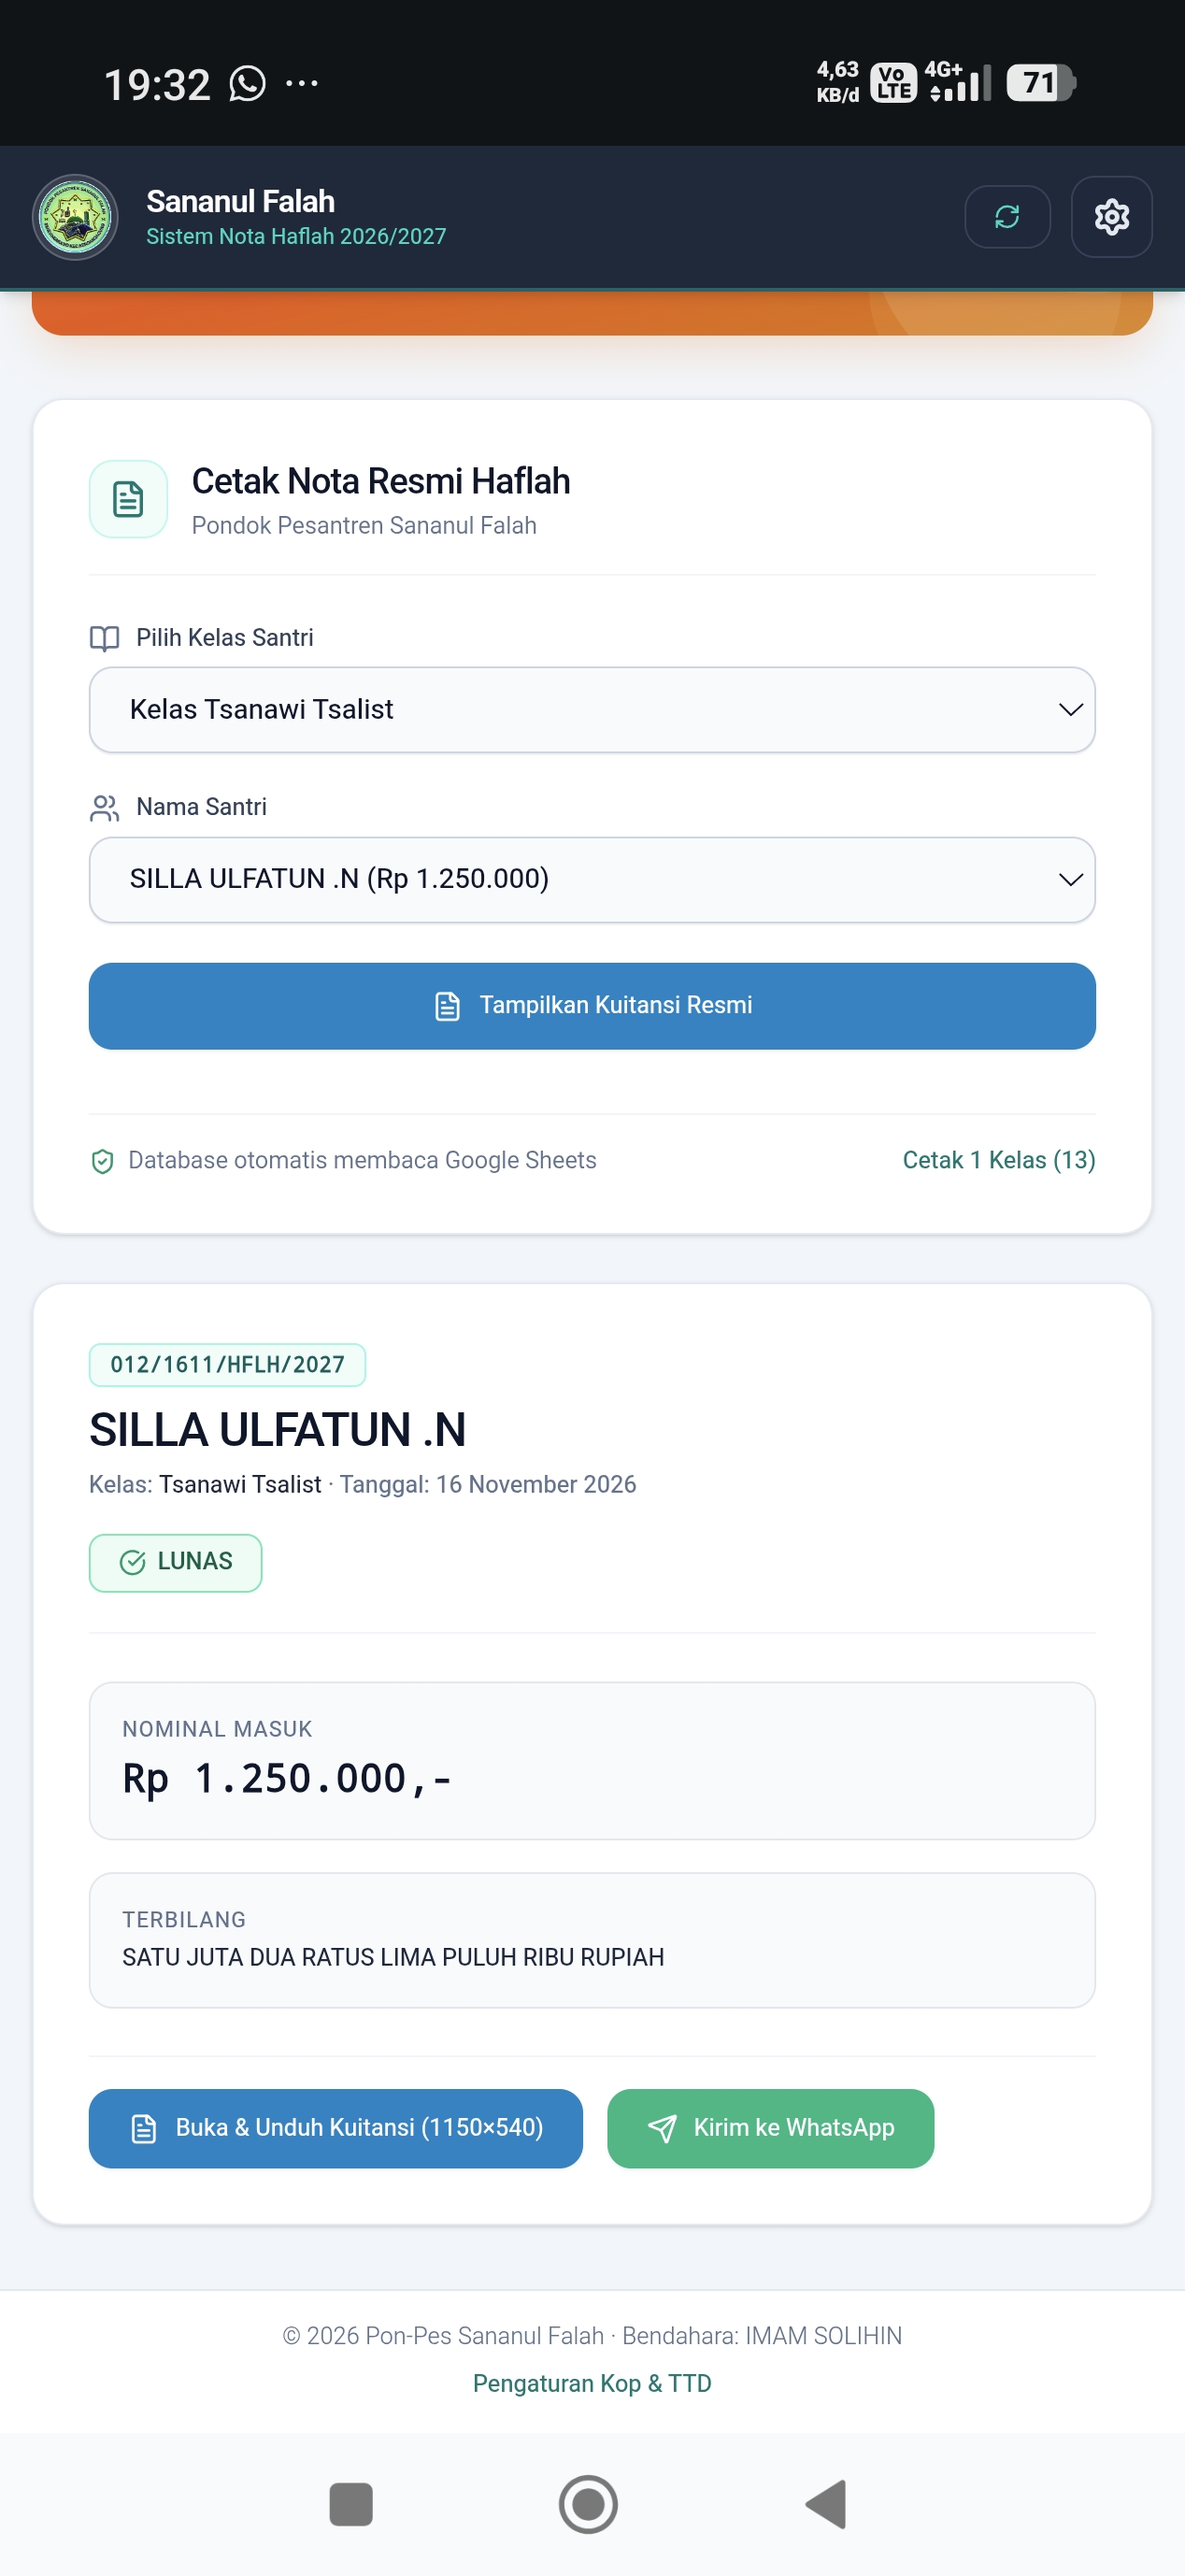 19:32
4,63 KB/d
Vo LTE
4G+
71
Sananul Falah
Sistem Nota Haflah 2026/2027
Cetak Nota Resmi Haflah
Pondok Pesantren Sananul Falah
Pilih Kelas Santri
Kelas Tsanawi Tsalist
Nama Santri
SILLA ULFATUN .N (Rp 1.250.000)
Tampilkan Kuitansi Resmi
Database otomatis membaca Google Sheets
Cetak 1 Kelas (13)
012/1611/HFLH/2027
SILLA ULFATUN .N
Kelas: Tsanawi Tsalist · Tanggal: 16 November 2026
LUNAS
NOMINAL MASUK
Rp 1.250.000,-
TERBILANG
SATU JUTA DUA RATUS LIMA PULUH RIBU RUPIAH
Buka & Unduh Kuitansi (1150×540)
Kirim ke WhatsApp
© 2026 Pon-Pes Sananul Falah · Bendahara: IMAM SOLIHIN
Pengaturan Kop & TTD